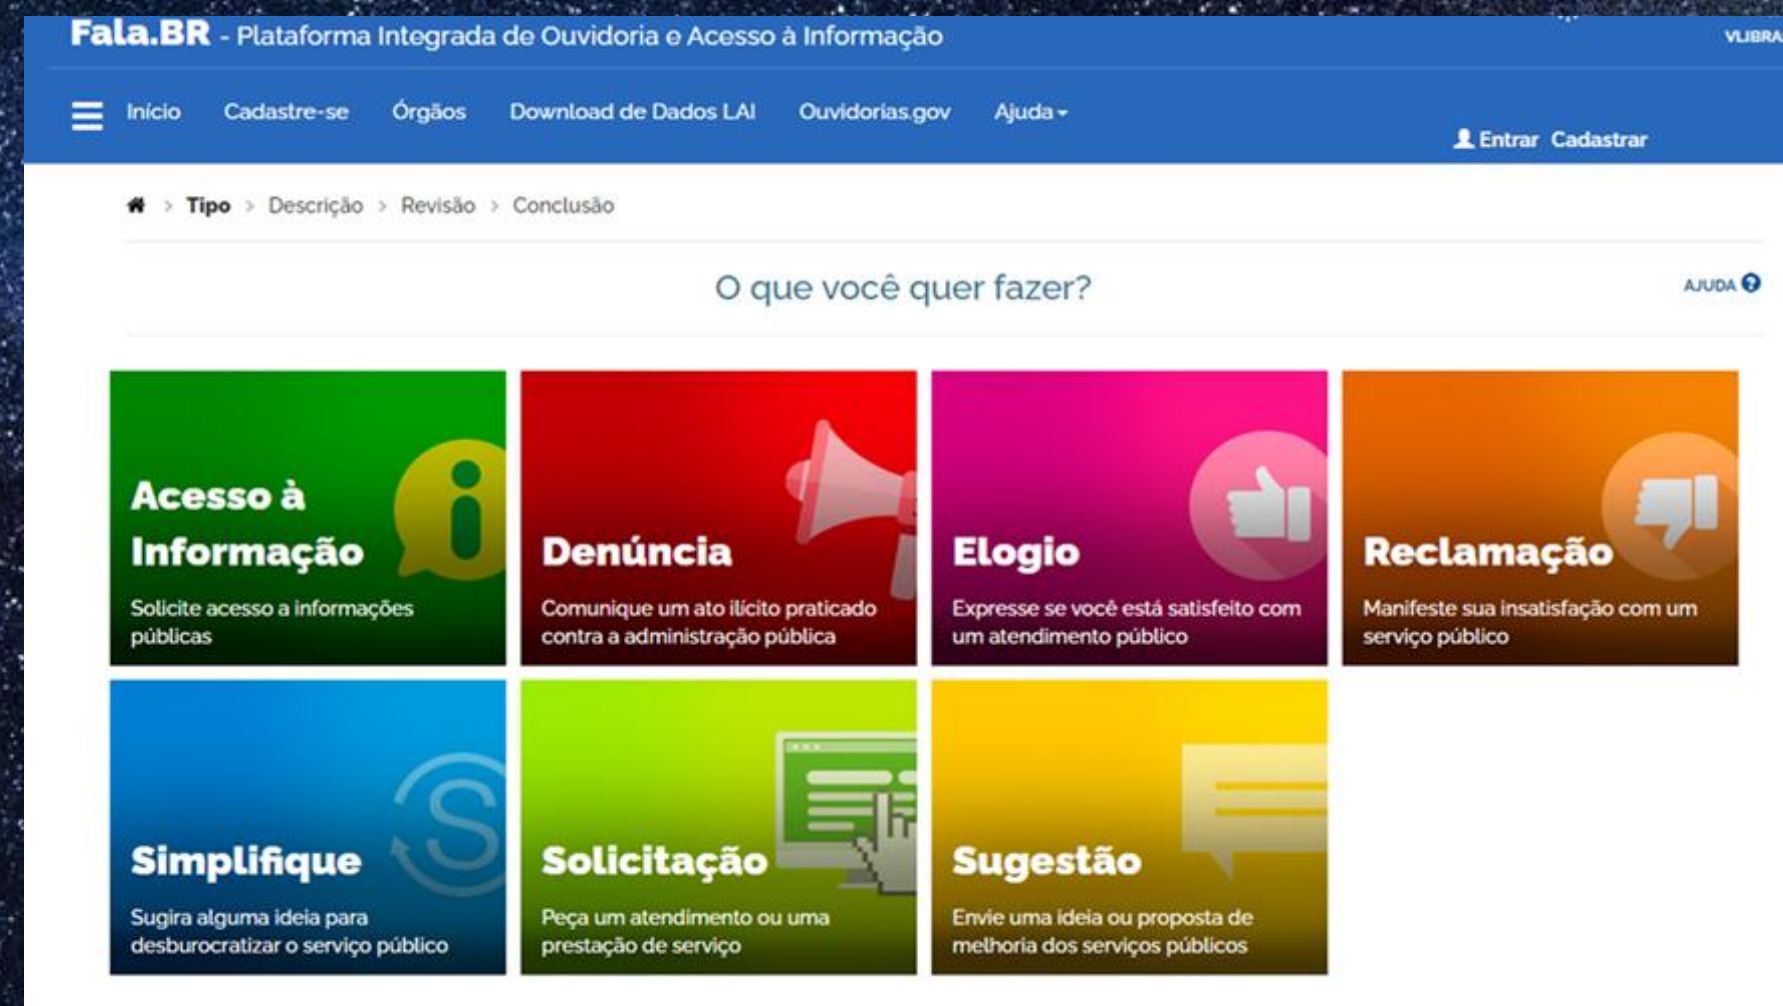 Fala.BR - Plataforma Integrada de Ouvidoria e Acesso à Informação
VLIBRAS
Início Cadastre-se Órgãos Download de Dados LAI Ouvidorias.gov Ajuda
Entrar Cadastrar
> Tipo > Descrição > Revisão > Conclusão
O que você quer fazer?
AJUDA
Acesso à
Informação
Solicite acesso a informações
públicas
Denúncia
Comunique um ato ilícito praticado
contra a administração pública
Elogio
Expresse se você está satisfeito com
um atendimento público
Reclamação
Manifeste sua insatisfação com um
serviço público
Simplifique
Sugira alguma ideia para
desburocratizar o serviço público
Solicitação
Peça um atendimento ou uma
prestação de serviço
Sugestão
Envie uma ideia ou proposta de
melhoria dos serviços públicos